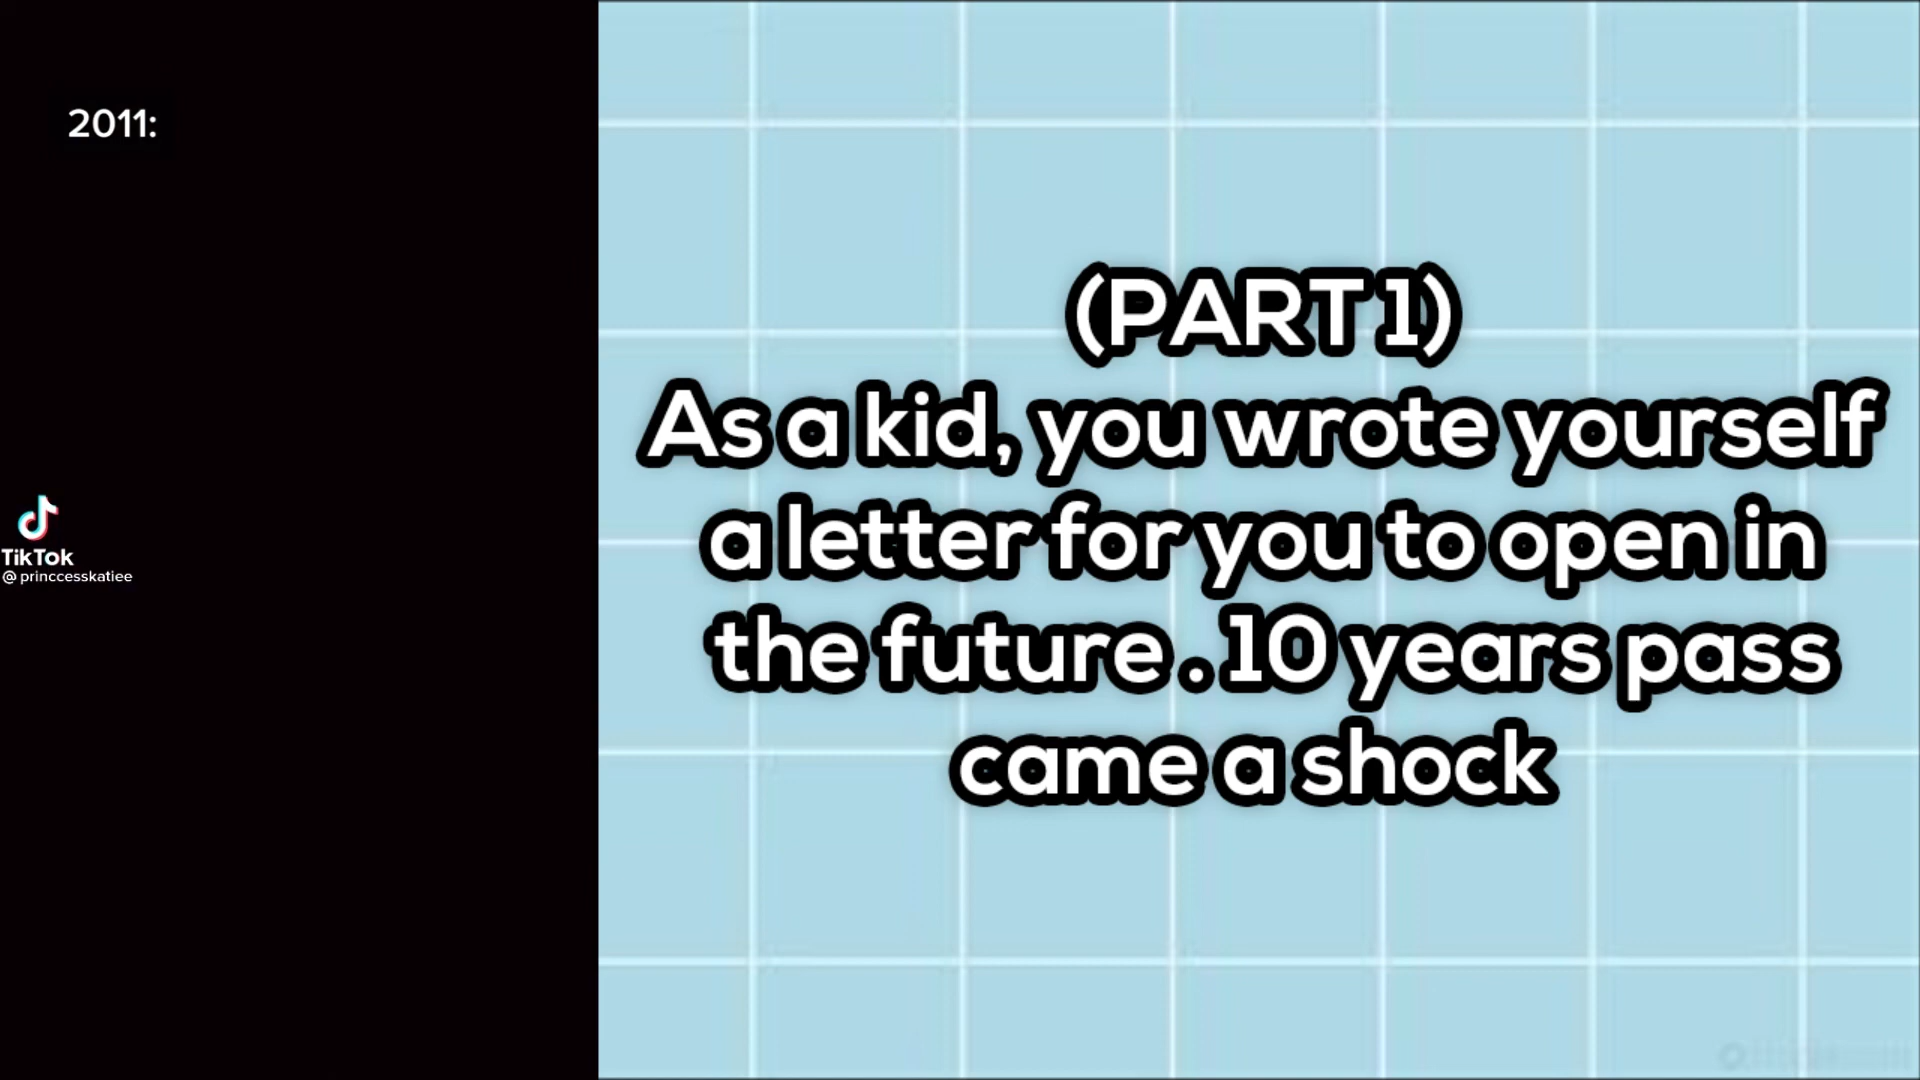 2011:
TikTok
@princcesskatiee
(PART 1)
As a kid, you wrote yourself
a letter for you to open in
the future . 10 years pass
came a shock